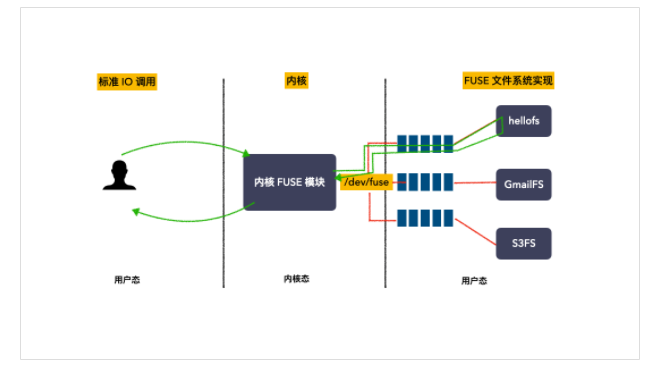 标准 IO 调用
内核
FUSE 文件系统实现
hellofs
内核 FUSE 模块
/dev/fuse
GmailFS
S3FS
用户态
内核态
用户态